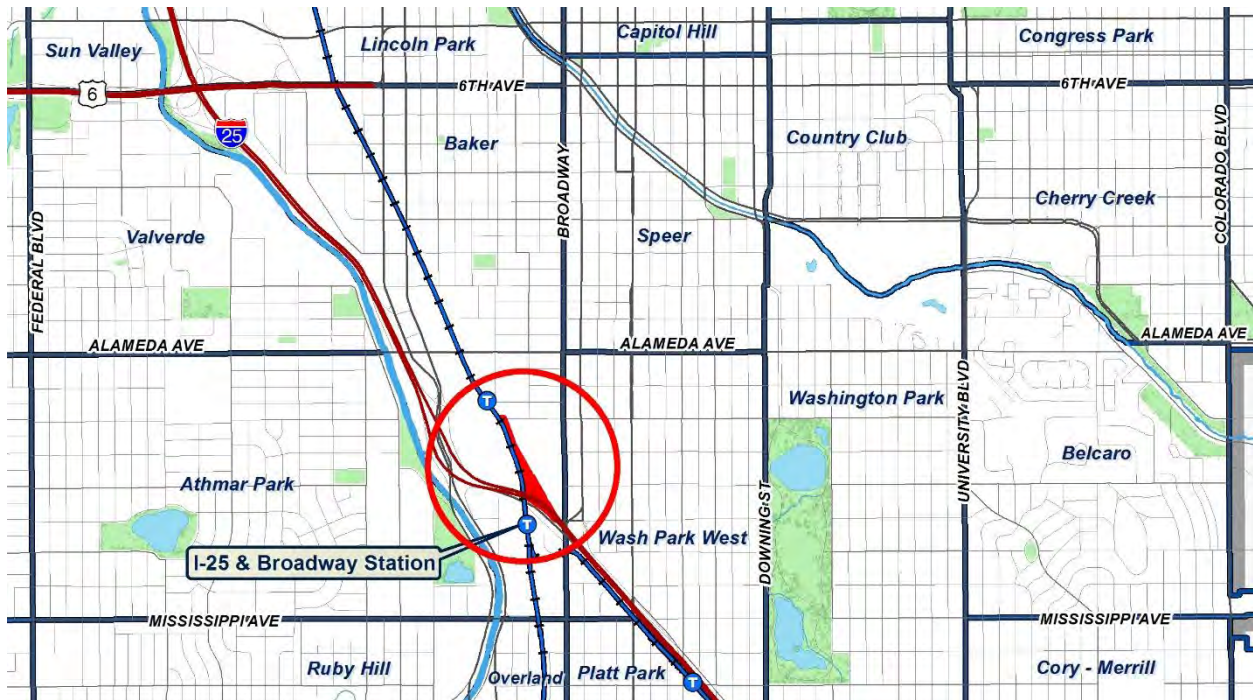 Sun Valley
Lincoln Park
Capitol Hill
Congress Park
6
6TH AVE
6TH AVE
25
Baker
Country Club
BROADWAY
COLORADO BLVD
Cherry Creek
Valverde
Speer
FEDERAL BLVD
ALAMEDA AVE
ALAMEDA AVE
ALAMEDA AVE
UNIVERSITY BLVD
Washington Park
T
Belcaro
Athmar Park
T
Wash Park West
DOWNING ST
I-25 & Broadway Station
MISSISSIPPI AVE
MISSISSIPPI AVE
Ruby Hill
Overland
Platt Park
Cory - Merrill
T